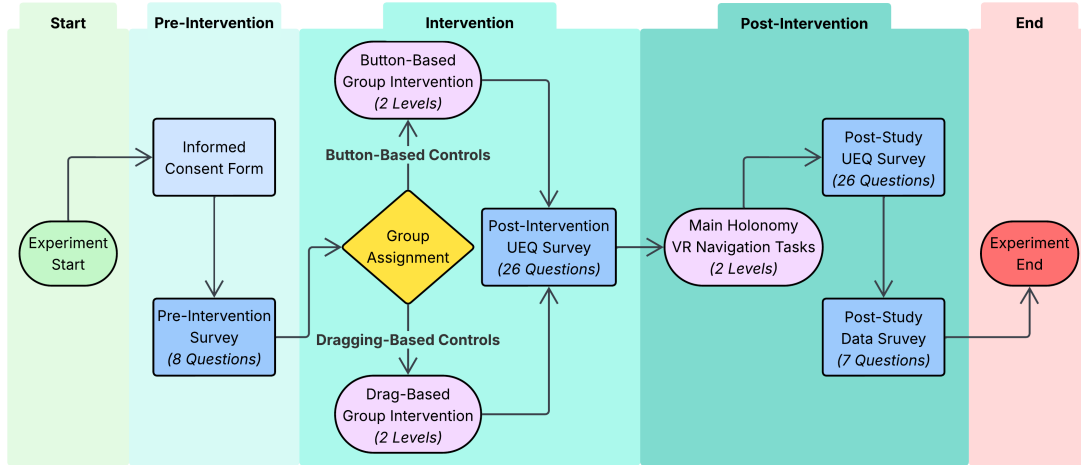 Start
Pre-Intervention
Intervention
Post-Intervention
End
Experiment
Start
Informed
Consent Form
Pre-Intervention
Survey
(8 Questions)
Button-Based
Group Intervention
(2 Levels)
Button-Based Controls
Group
Assignment
Dragging-Based Controls
Drag-Based
Group Intervention
(2 Levels)
Post-Intervention
UEQ Survey
(26 Questions)
Main Holonomy
VR Navigation Tasks
(2 Levels)
Post-Study
UEQ Survey
(26 Questions)
Post-Study
Data Sruvey
(7 Questions)
Experiment
End